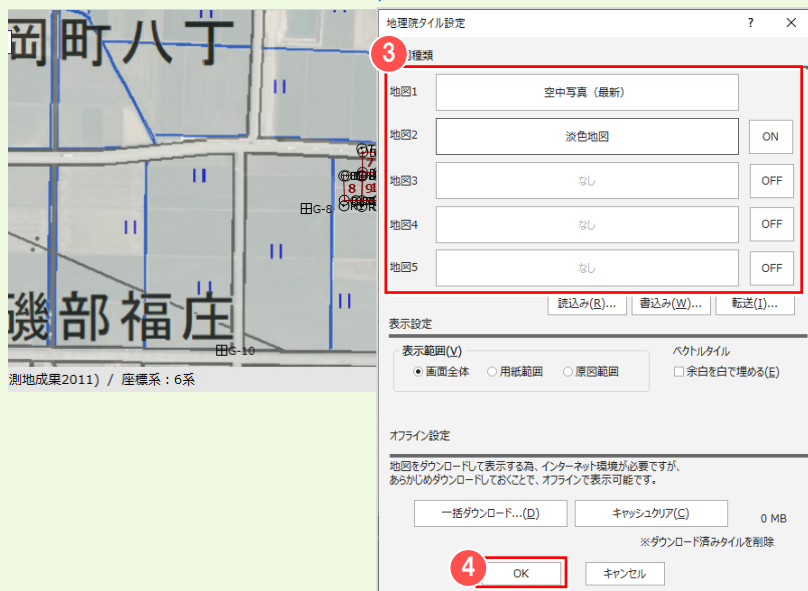 岡町八丁
G-8
磯部福庄
G-10
測地成果2011) / 座標系：6系
地理院タイル設定
? ×
3
種類
地図1
空中写真（最新）
地図2
淡色地図
ON
地図3
なし
OFF
地図4
なし
OFF
地図5
なし
OFF
読込み(R)...
書込み(W)...
転送(I)...
表示設定
表示範囲(V)
画面全体
用紙範囲
原図範囲
ベクトルタイル
余白を白で埋める(E)
オフライン設定
地図をダウンロードして表示する為、インターネット環境が必要ですが、
あらかじめダウンロードしておくことで、オフラインで表示可能です。
一括ダウンロード...(D)
キャッシュクリア(C)
0 MB
※ダウンロード済みタイルを削除
4
OK
キャンセル